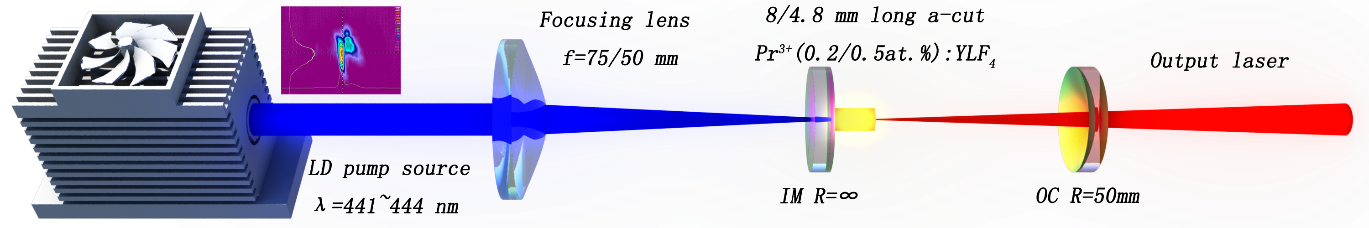 Focusing lens
f=75/50 mm
8/4.8 mm long a-cut
Pr³⁺(0.2/0.5at.%):YLF₄
Output laser
LD pump source
λ=441~444 nm
IM R=∞
OC R=50mm